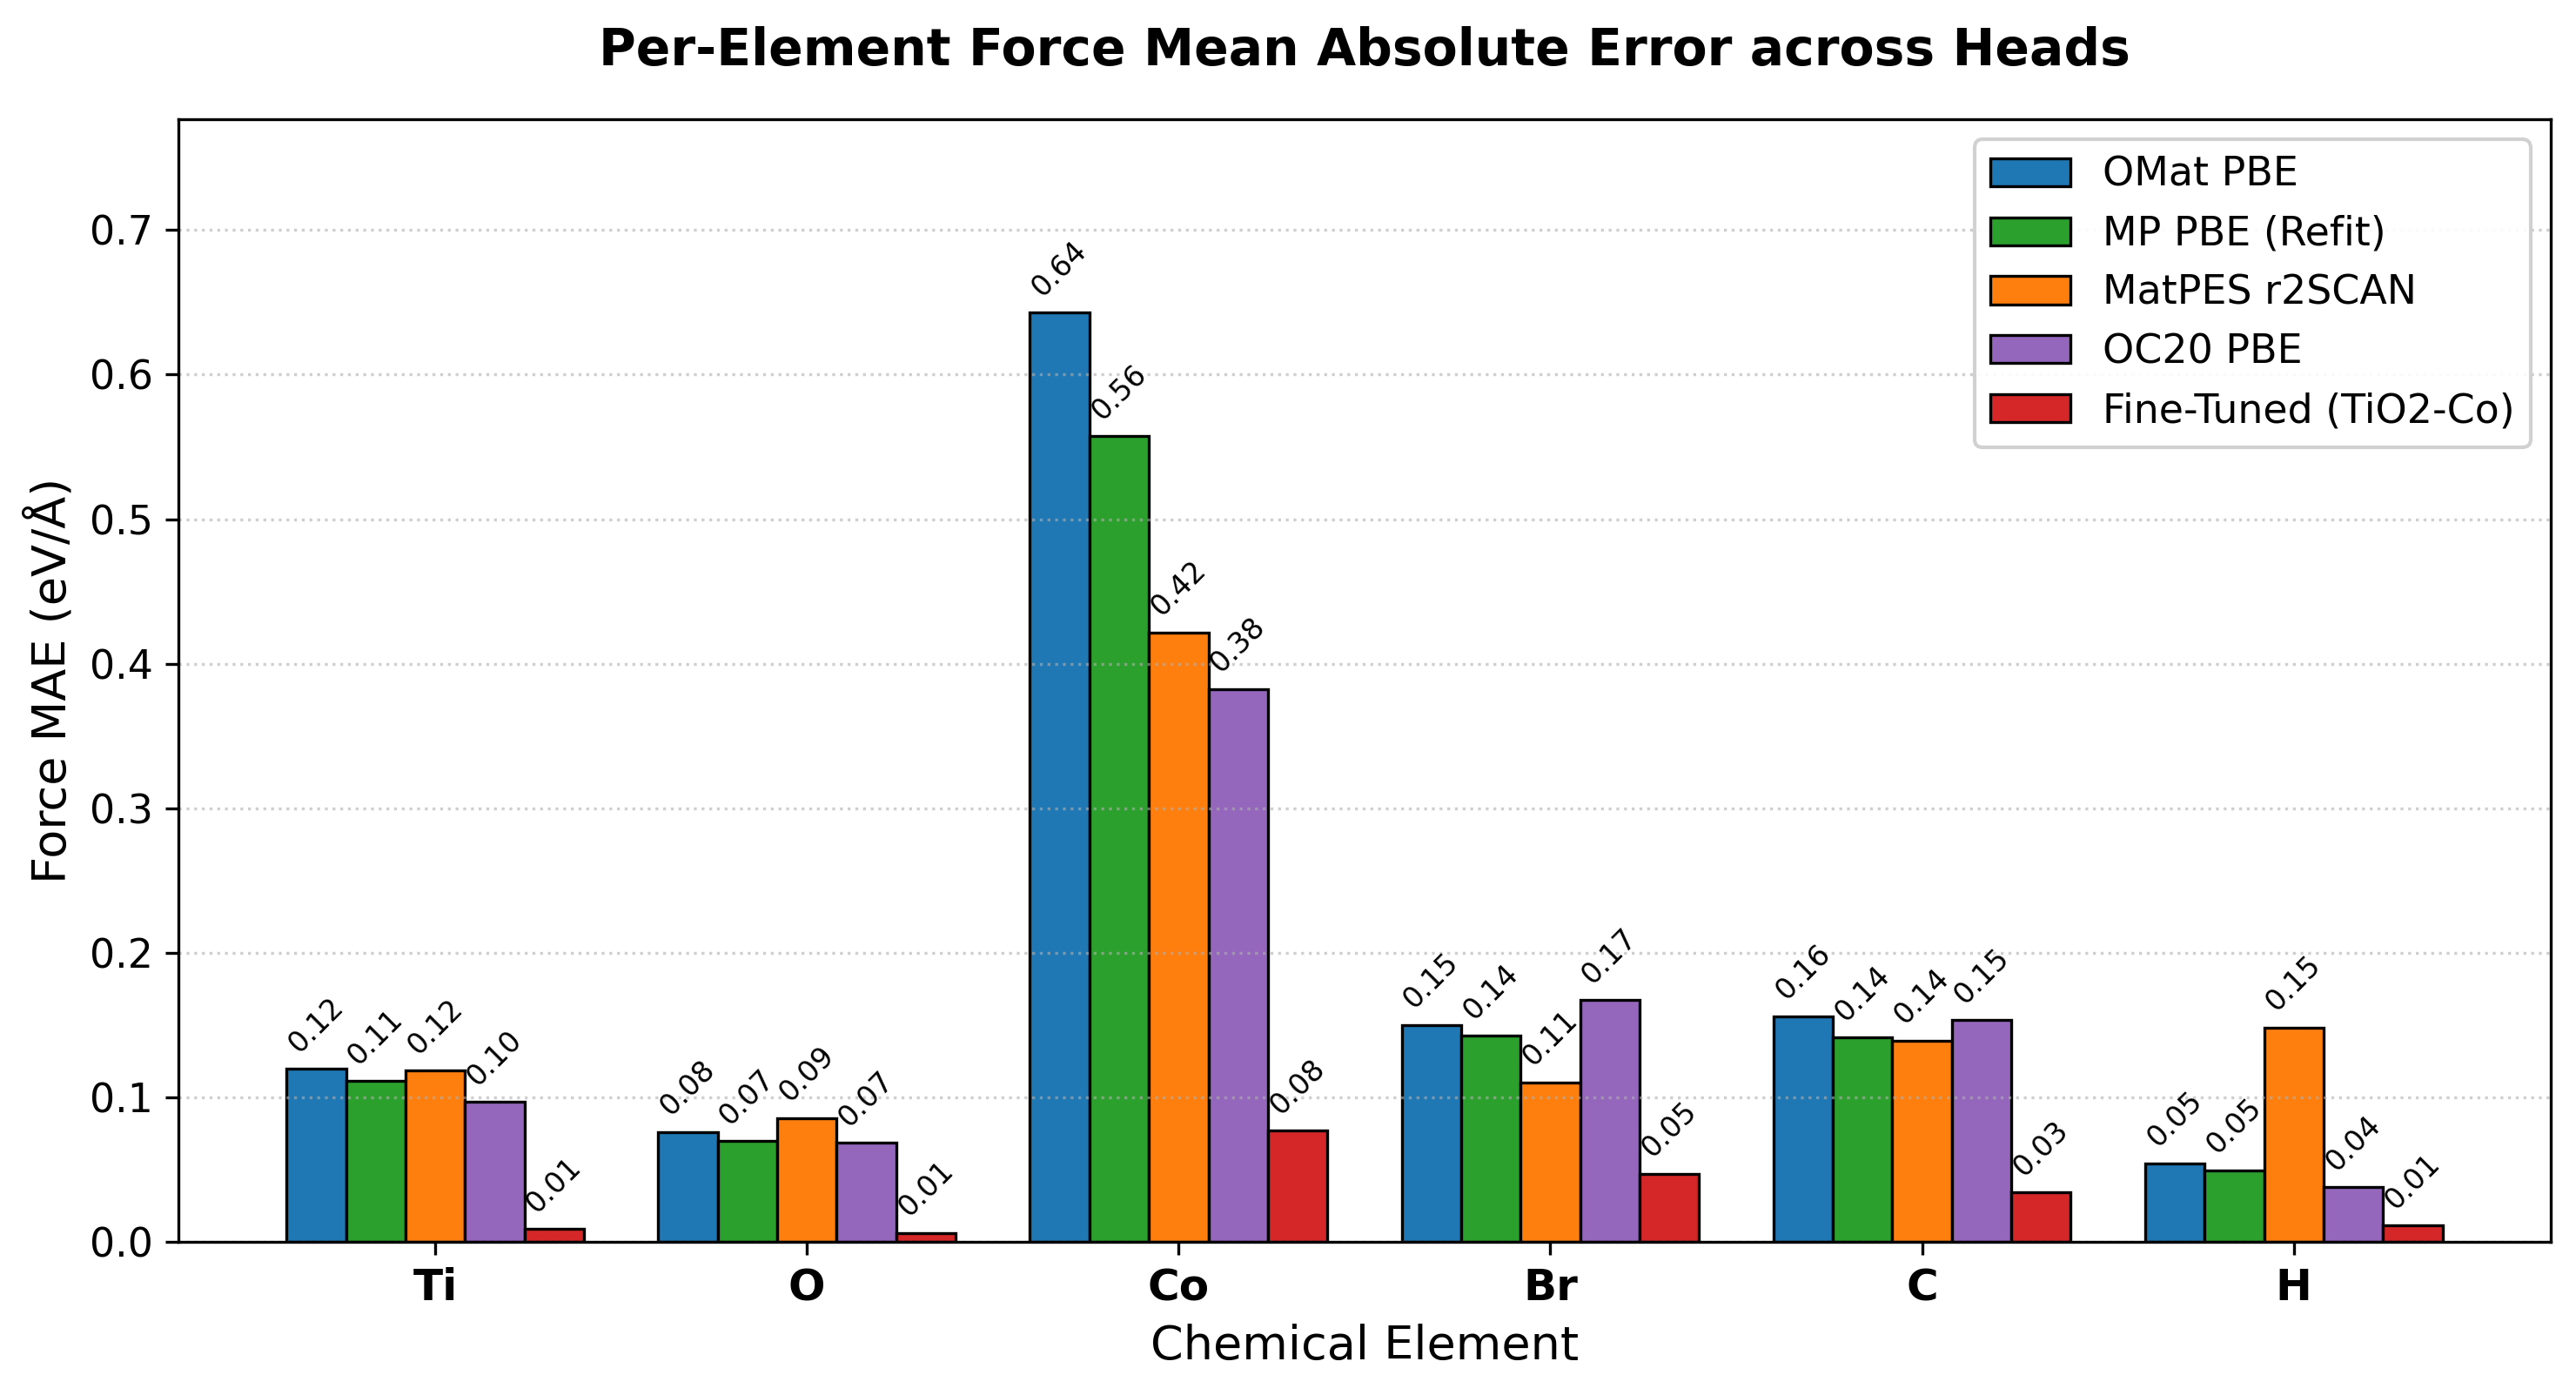 Per-Element Force Mean Absolute Error across Heads
OMat PBE
MP PBE (Refit)
MatPES r2SCAN
OC20 PBE
Fine-Tuned (TiO2-Co)
Force MAE (eV/Å)
0.7
0.6
0.5
0.4
0.3
0.2
0.1
0.0
0.12
0.11
0.12
0.10
0.01
0.08
0.07
0.09
0.07
0.01
0.64
0.56
0.42
0.38
0.08
0.15
0.14
0.11
0.17
0.05
0.16
0.14
0.14
0.15
0.03
0.05
0.05
0.15
0.04
0.01
Ti
O
Co
Br
C
H
Chemical Element